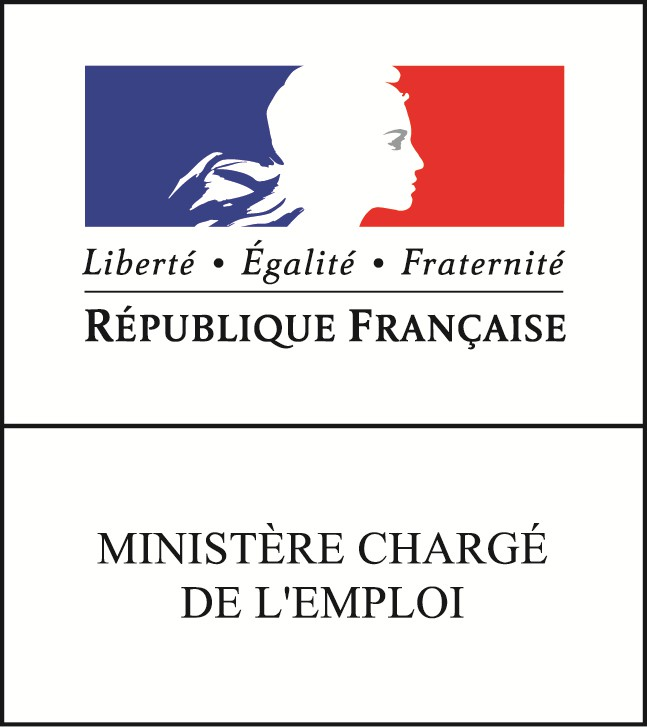 Liberté • Égalité • Fraternité
RÉPUBLIQUE FRANÇAISE
MINISTÈRE CHARGÉ
DE L'EMPLOI